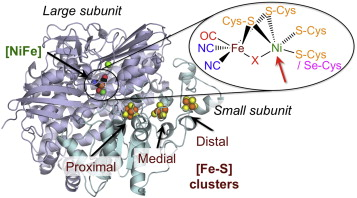 Large subunit
[NiFe]
S-Cys
Cys-S
S-Cys
OC
NC
Fe
Ni
S-Cys
X
/ Se-Cys
NC
Small subunit
Distal
Medial
Proximal
[Fe-S]
clusters